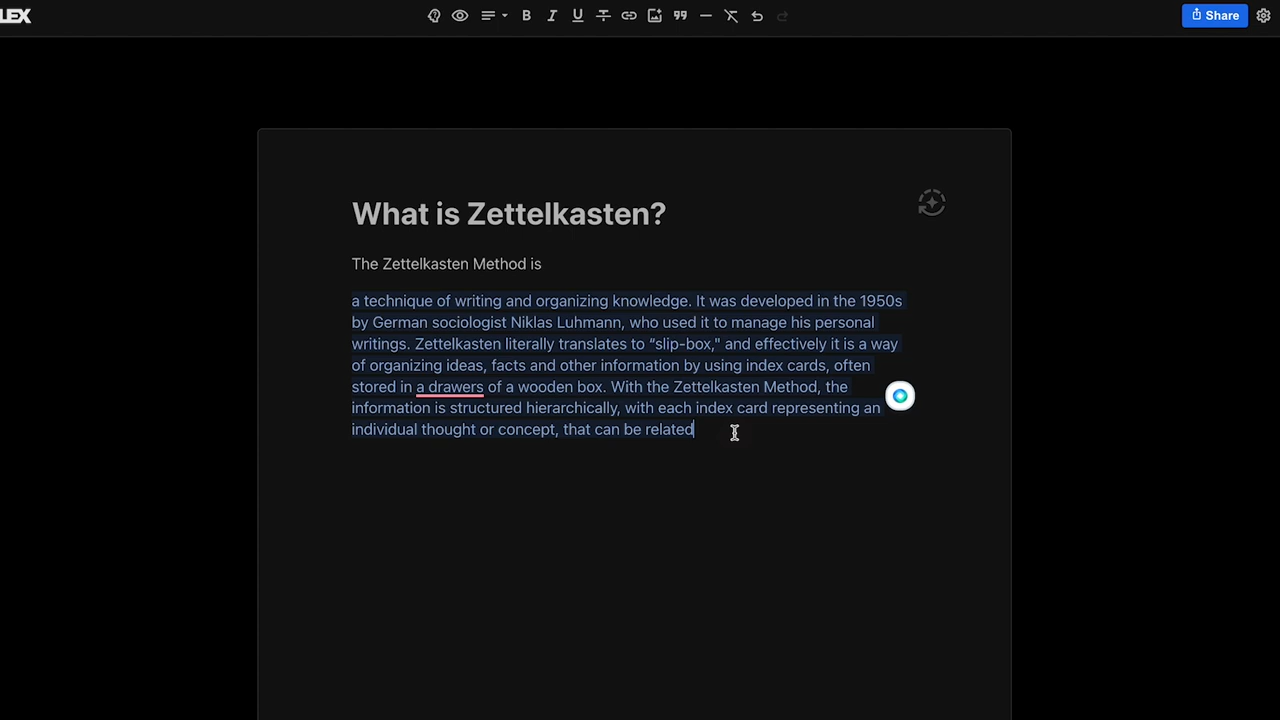 LEX
Share
What is Zettelkasten?
The Zettelkasten Method is
a technique of writing and organizing knowledge. It was developed in the 1950s
by German sociologist Niklas Luhmann, who used it to manage his personal
writings. Zettelkasten literally translates to “slip-box,” and effectively it is a way
of organizing ideas, facts and other information by using index cards, often
stored in a drawers of a wooden box. With the Zettelkasten Method, the
information is structured hierarchically, with each index card representing an
individual thought or concept, that can be related